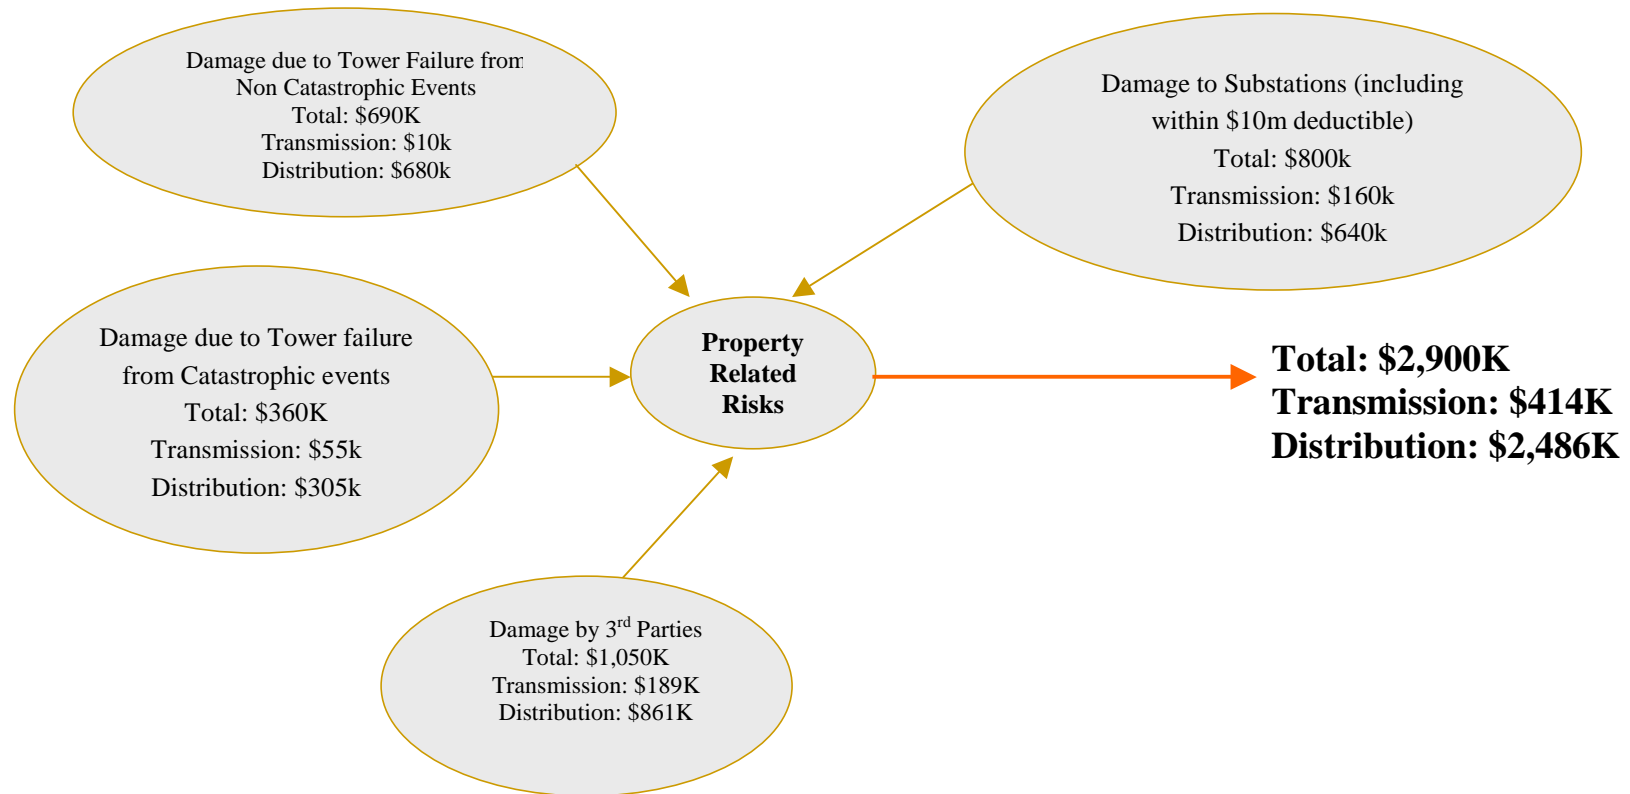 Damage due to Tower Failure from
Non Catastrophic Events
Total: $690K
Transmission: $10k
Distribution: $680k
Damage to Substations (including
within $10m deductible)
Total: $800k
Transmission: $160k
Distribution: $640k
Damage due to Tower failure
from Catastrophic events
Total: $360K
Transmission: $55k
Distribution: $305k
Property
Related
Risks
Total: $2,900K
Transmission: $414K
Distribution: $2,486K
Damage by 3rd Parties
Total: $1,050K
Transmission: $189K
Distribution: $861K